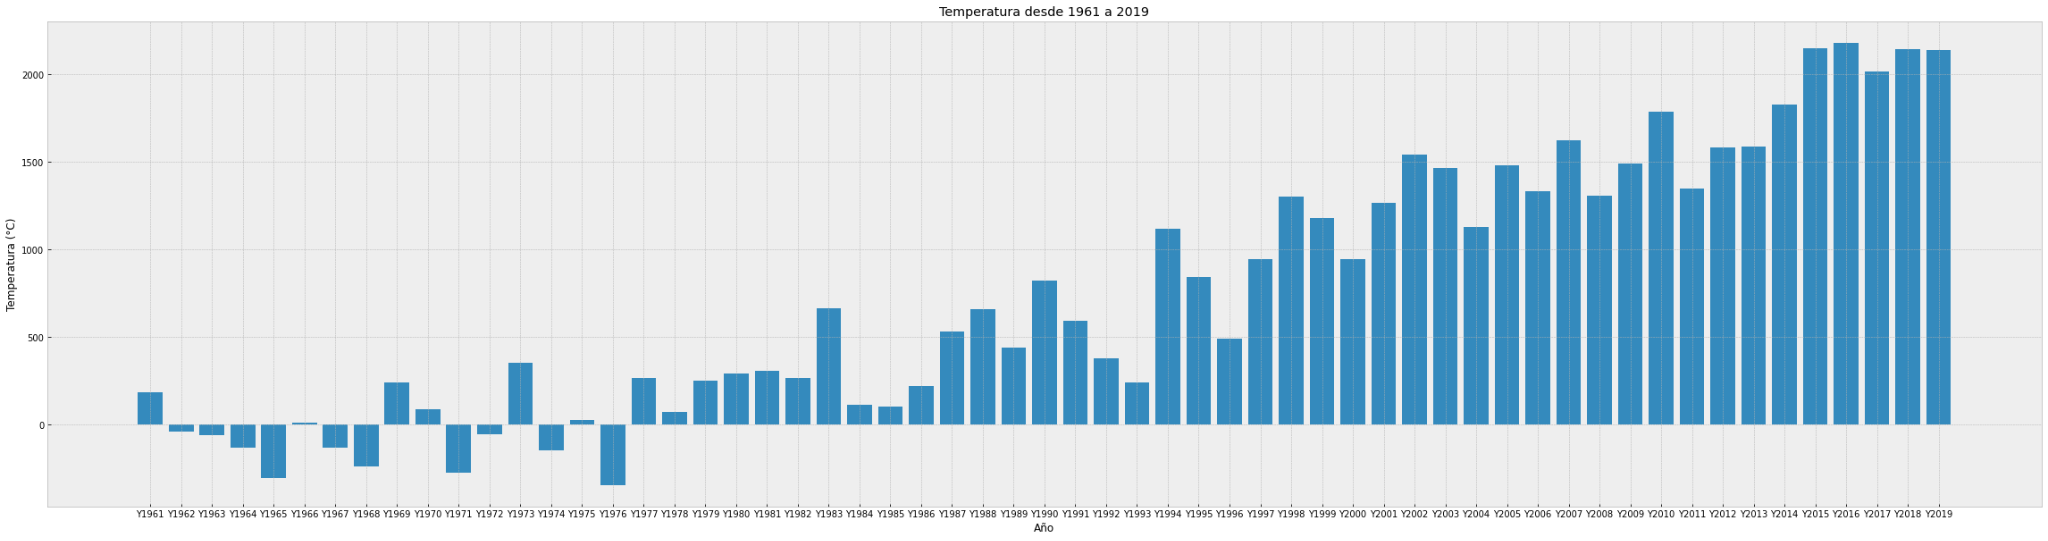 Temperatura desde 1961 a 2019
Temperatura (°C)
2000
1500
1000
500
0
Y1961 Y1962 Y1963 Y1964 Y1965 Y1966 Y1967 Y1968 Y1969 Y1970 Y1971 Y1972 Y1973 Y1974 Y1975 Y1976 Y1977 Y1978 Y1979 Y1980 Y1981 Y1982 Y1983 Y1984 Y1985 Y1986 Y1987 Y1988 Y1989 Y1990 Y1991 Y1992 Y1993 Y1994 Y1995 Y1996 Y1997 Y1998 Y1999 Y2000 Y2001 Y2002 Y2003 Y2004 Y2005 Y2006 Y2007 Y2008 Y2009 Y2010 Y2011 Y2012 Y2013 Y2014 Y2015 Y2016 Y2017 Y2018 Y2019
Año